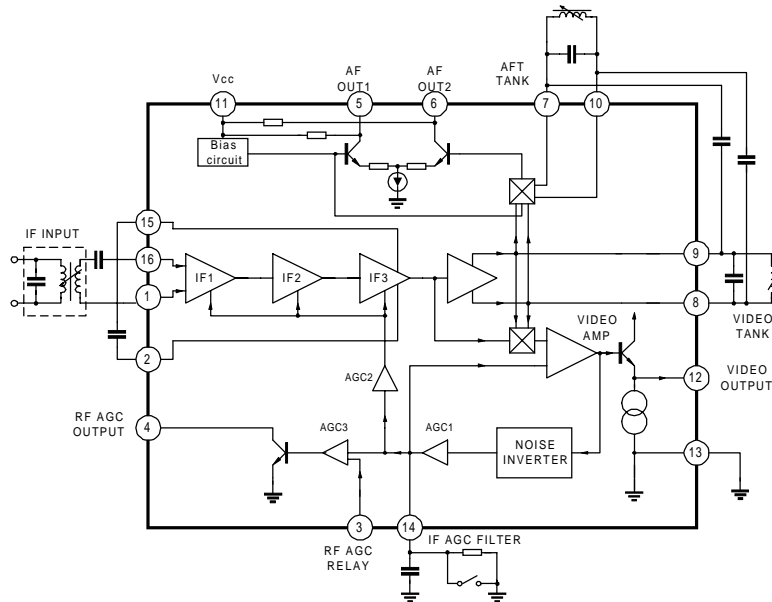 AFT
TANK
Vcc
AF
OUT1
AF
OUT2
11
5
6
7
10
Bias
circuit
IF INPUT
15
16
1
2
IF1
IF2
IF3
9
8
VIDEO
TANK
VIDEO
AMP
AGC2
12
VIDEO
OUTPUT
RF AGC
OUTPUT
4
AGC3
AGC1
NOISE
INVERTER
13
3
14
RF AGC
RELAY
IF AGC FILTER